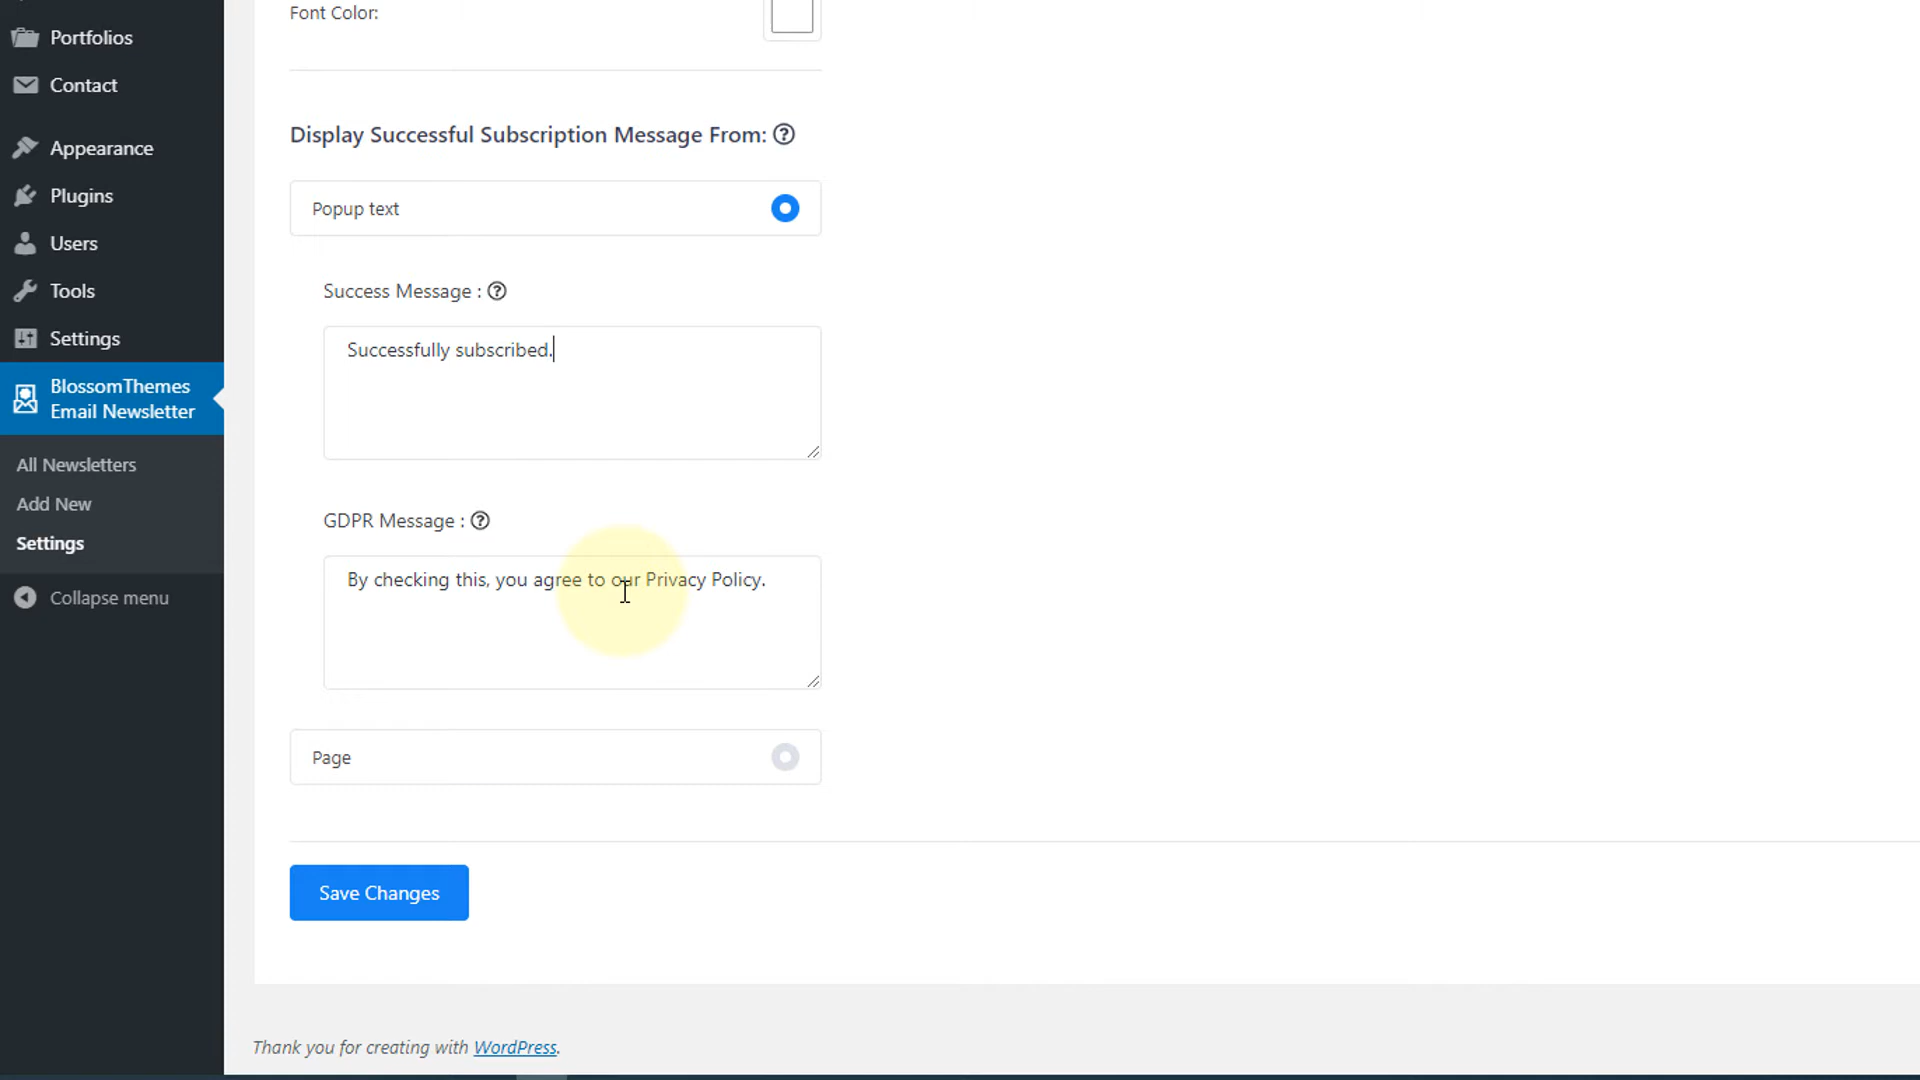 Portfolios
Contact
Appearance
Plugins
Users
Tools
Settings
BlossomThemes
Email Newsletter
All Newsletters
Add New
Settings
Collapse menu
Font Color:
Display Successful Subscription Message From:
Popup text
Success Message :
Successfully subscribed.
GDPR Message :
By checking this, you agree to our Privacy Policy.
Page
Save Changes
Thank you for creating with WordPress.